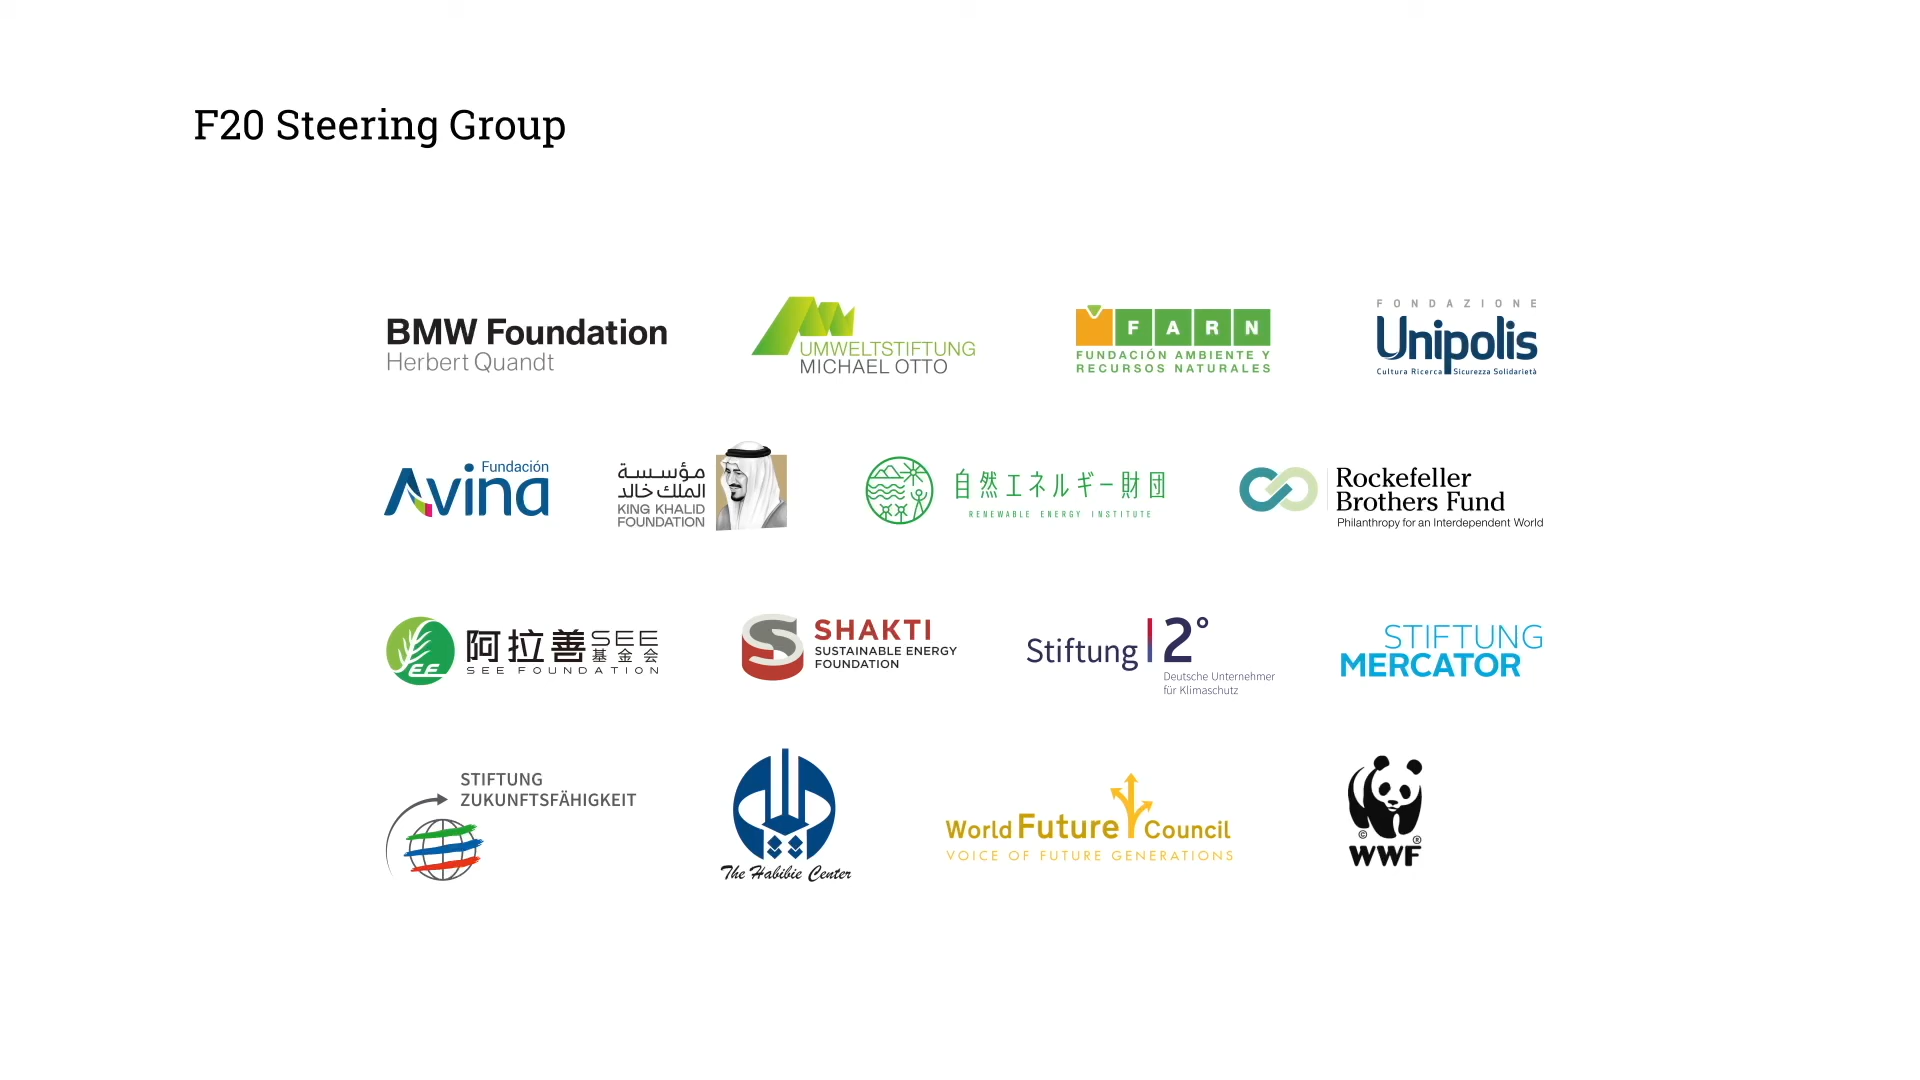 F20 Steering Group
BMW Foundation
Herbert Quandt
UMWELTSTIFTUNG
MICHAEL OTTO
FARN
FUNDACIÓN AMBIENTE Y
RECURSOS NATURALES
FONDAZIONE
Unipolis
Cultura Ricerca Sicurezza Solidarietà
Fundación
Avina
مؤسسة
الملك خالد
KING KHALID
FOUNDATION
自然エネルギー財団
RENEWABLE ENERGY INSTITUTE
Rockefeller
Brothers Fund
Philanthropy for an Interdependent World
SEE
阿拉善SEE
基金会
SEE FOUNDATION
S
SHAKTI
SUSTAINABLE ENERGY
FOUNDATION
Stiftung 2°
Deutsche Unternehmer
für Klimaschutz
STIFTUNG
MERCATOR
STIFTUNG
ZUKUNFTSFÄHIGKEIT
The Habibie Center
World Future Council
VOICE OF FUTURE GENERATIONS
©
®
WWF